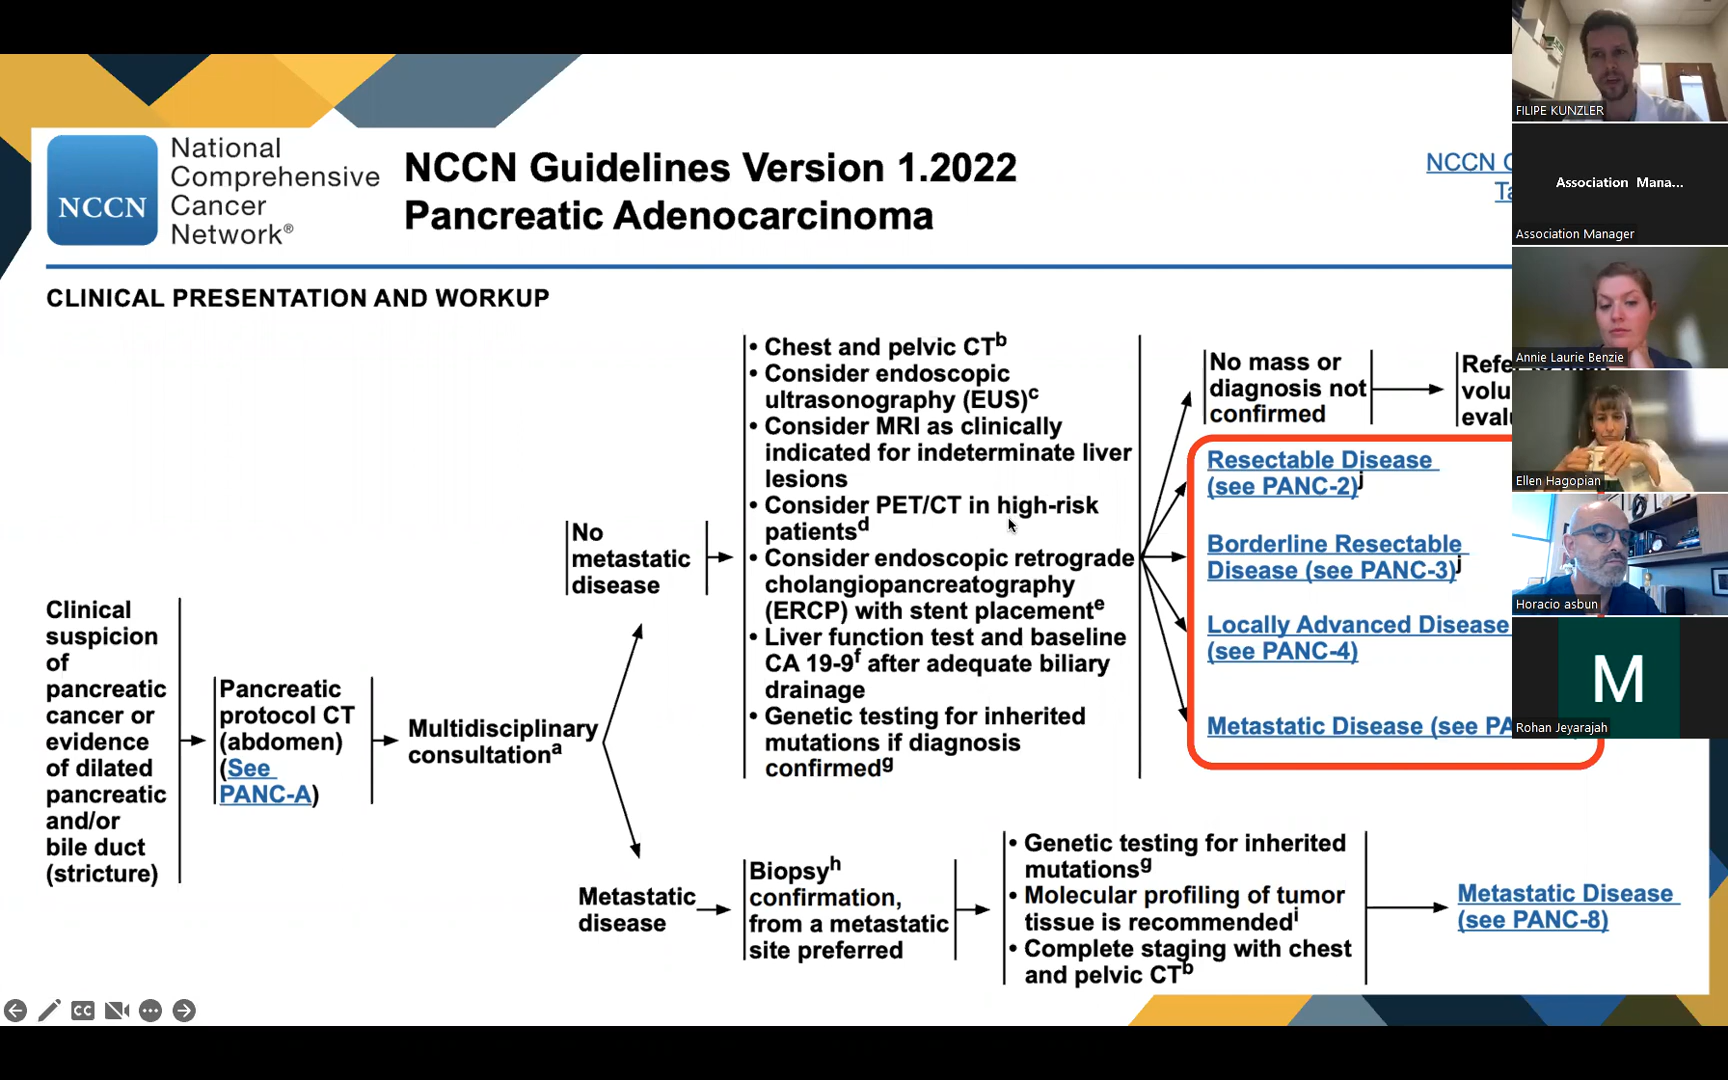 National
Comprehensive
Cancer
Network®
NCCN
NCCN Guidelines Version 1.2022
Pancreatic Adenocarcinoma
NCCN
CLINICAL PRESENTATION AND WORKUP
Clinical
suspicion
of
pancreatic
cancer or
evidence
of dilated
pancreatic
and/or
bile duct
(stricture)
Pancreatic
protocol CT
(abdomen)
(See
PANC-A)
Multidisciplinary
consultationa
No
metastatic
disease
• Chest and pelvic CTb
• Consider endoscopic
ultrasonography (EUS)c
• Consider MRI as clinically
indicated for indeterminate liver
lesions
• Consider PET/CT in high-risk
patientsd
• Consider endoscopic retrograde
cholangiopancreatography
(ERCP) with stent placemente
• Liver function test and baseline
CA 19-9f after adequate biliary
drainage
• Genetic testing for inherited
mutations if diagnosis
confirmedg
No mass or
diagnosis not
confirmed
Resectable Disease
(see PANC-2)j
Borderline Resectable
Disease (see PANC-3)j
Locally Advanced Disease
(see PANC-4)
Metastatic Disease (see PA
Metastatic
disease
Biopsyh
confirmation,
from a metastatic
site preferred
• Genetic testing for inherited
mutationsg
• Molecular profiling of tumor
tissue is recommendedi
• Complete staging with chest
and pelvic CTb
Metastatic Disease
(see PANC-8)
CC
FILIPE KUNZLER
Association Mana...
Association Manager
Annie Laurie Benzie
Ellen Hagopian
Horacio asbun
M
Rohan Jeyarajah